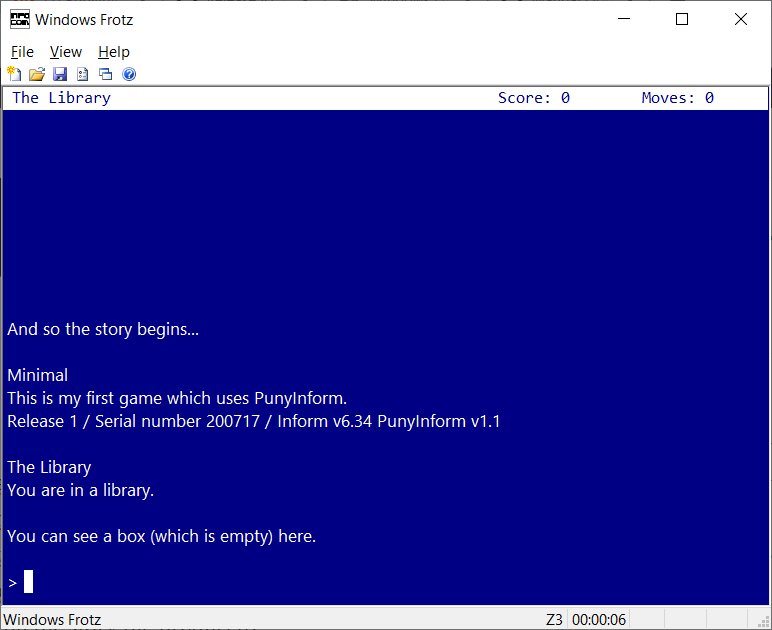 Windows Frotz
File View Help
The Library Score: 0 Moves: 0
And so the story begins...
Minimal
This is my first game which uses PunyInform.
Release 1 / Serial number 200717 / Inform v6.34 PunyInform v1.1
The Library
You are in a library.
You can see a box (which is empty) here.
>
Windows Frotz Z3 00:00:06